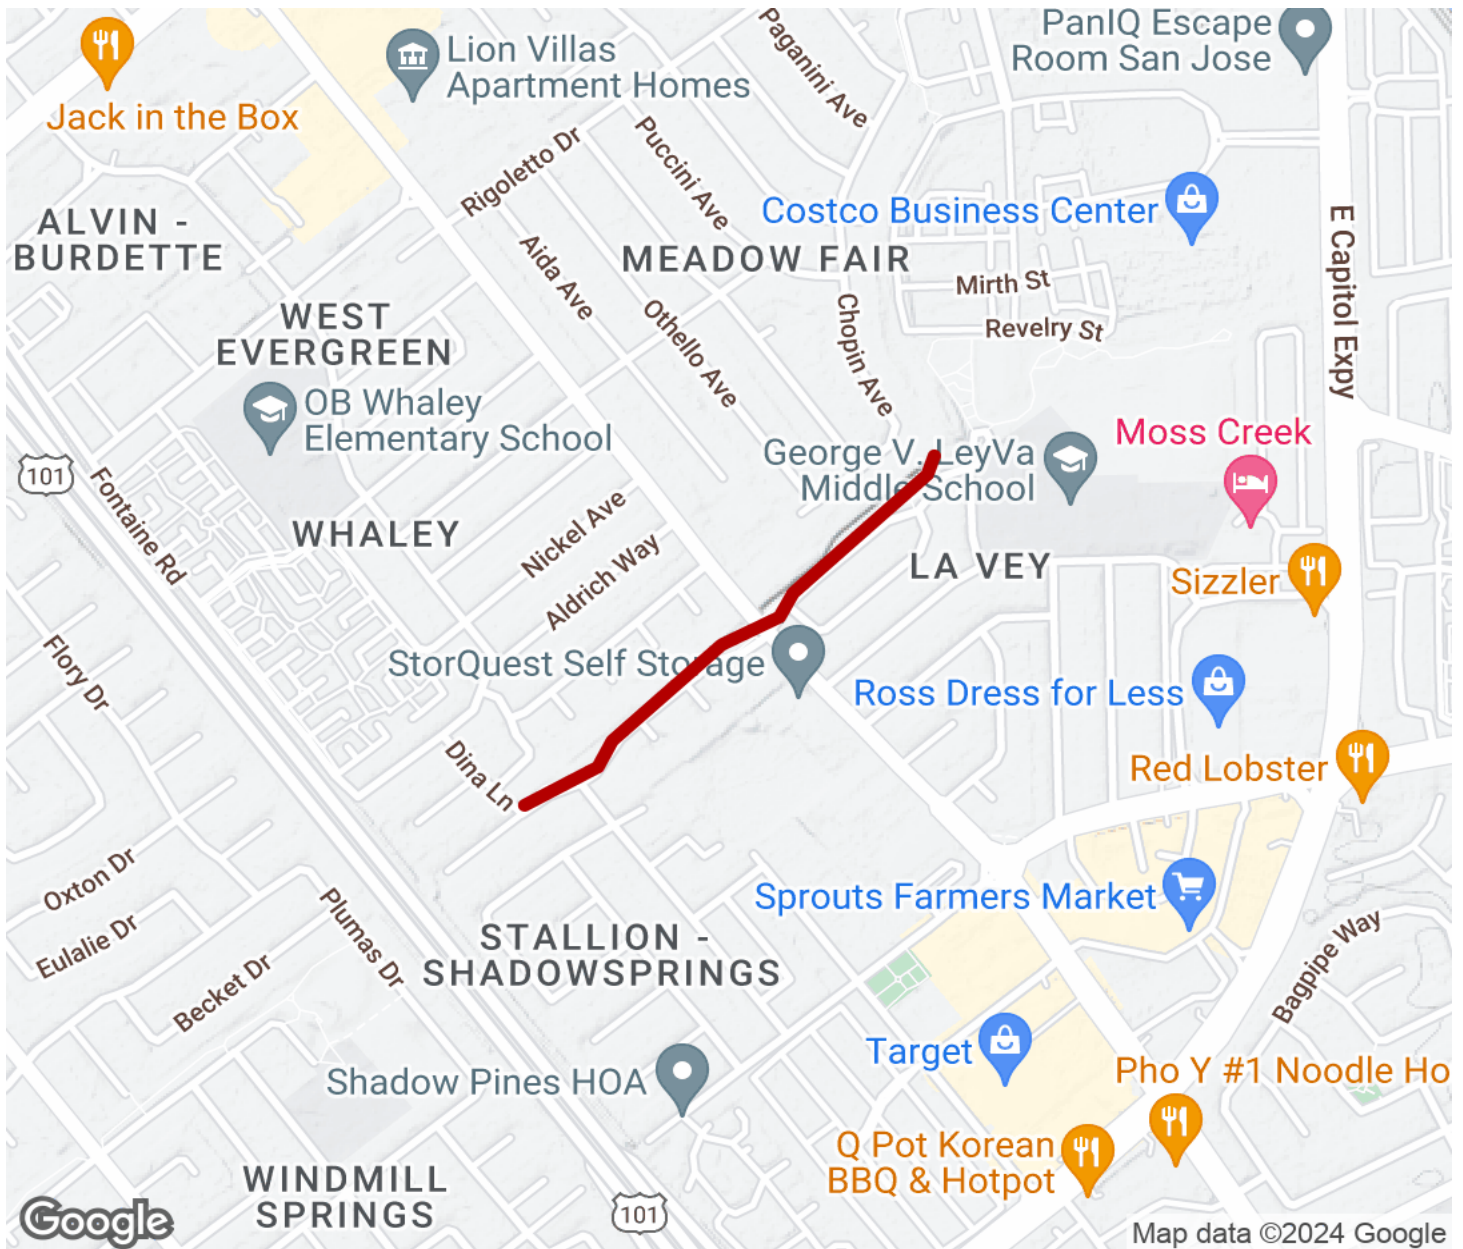 PanIQ Escape
Room San Jose
Lion Villas
Apartment Homes
Paganini Ave
Jack in the Box
Rigoletto Dr
Puccini Ave
Costco Business Center
ALVIN -
BURDETTE
MEADOW FAIR
E Capitol Expy
Aida Ave
Mirth St
WEST
EVERGREEN
Othello Ave
Chopin Ave
Revelry St
OB Whaley
Elementary School
Moss Creek
George V. LeyVa
Middle School
101
Fontaine Rd
WHALEY
Nickel Ave
Aldrich Way
LA VEY
Sizzler
Flory Dr
StorQuest Self Storage
Ross Dress for Less
Dina Ln
Red Lobster
Oxton Dr
Eulalie Dr
Becket Dr
Plumas Dr
Sprouts Farmers Market
STALLION -
SHADOWSPRINGS
Bagpipe Way
Target
Shadow Pines HOA
Pho Y #1 Noodle Ho
Q Pot Korean
BBQ & Hotpot
WINDMILL
SPRINGS
101
Google
Map data ©2024 Google